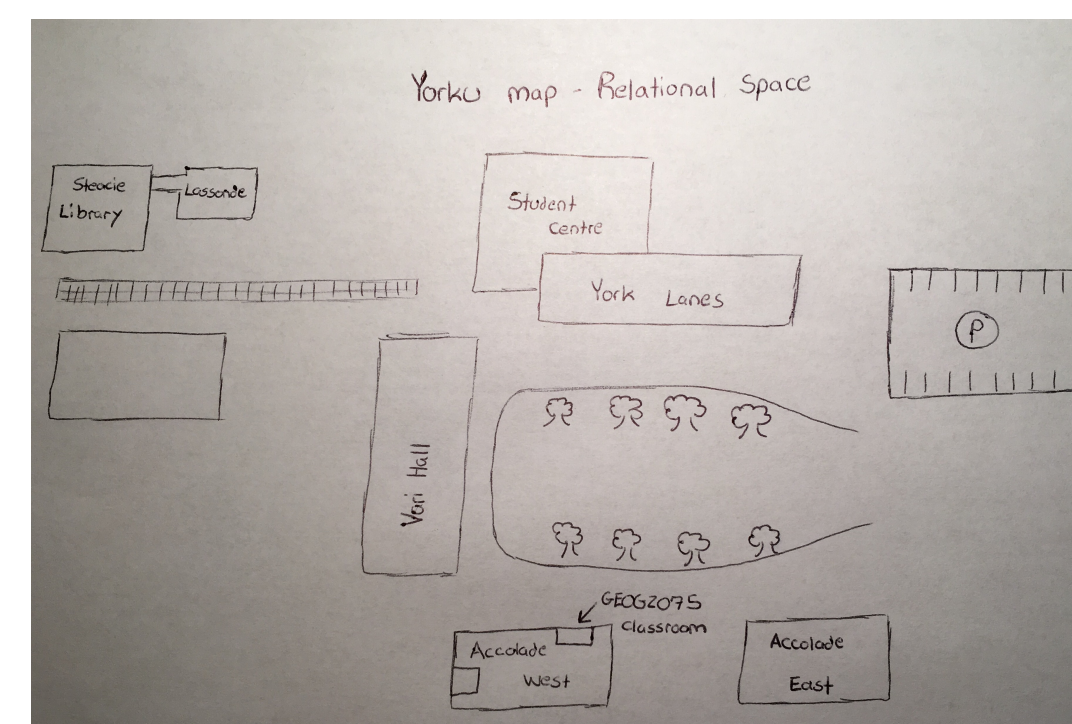 Yorku map - Relational Space
Steacie
Library
Lassonde
Student
Centre
York Lanes
P
Vari Hall
GEOG2075
Classroom
Accolade
West
Accolade
East